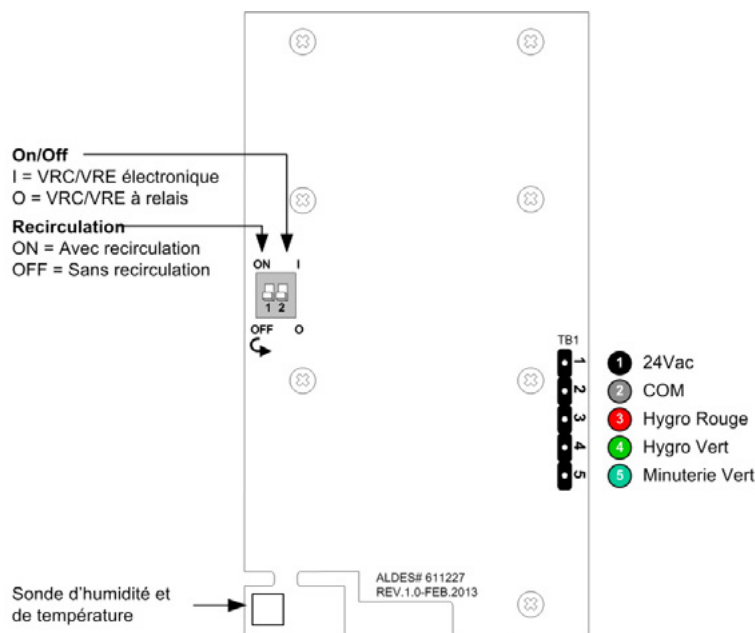 On/Off
I = VRC/VRE électronique
O = VRC/VRE à relais
Recirculation
ON = Avec recirculation
OFF = Sans recirculation
ON I
1 2
OFF O
TB1
1
2
3
4
5
1 24Vac
2 COM
3 Hygro Rouge
4 Hygro Vert
5 Minuterie Vert
Sonde d'humidité et
de température
ALDES# 611227
REV.1.0-FEB.2013